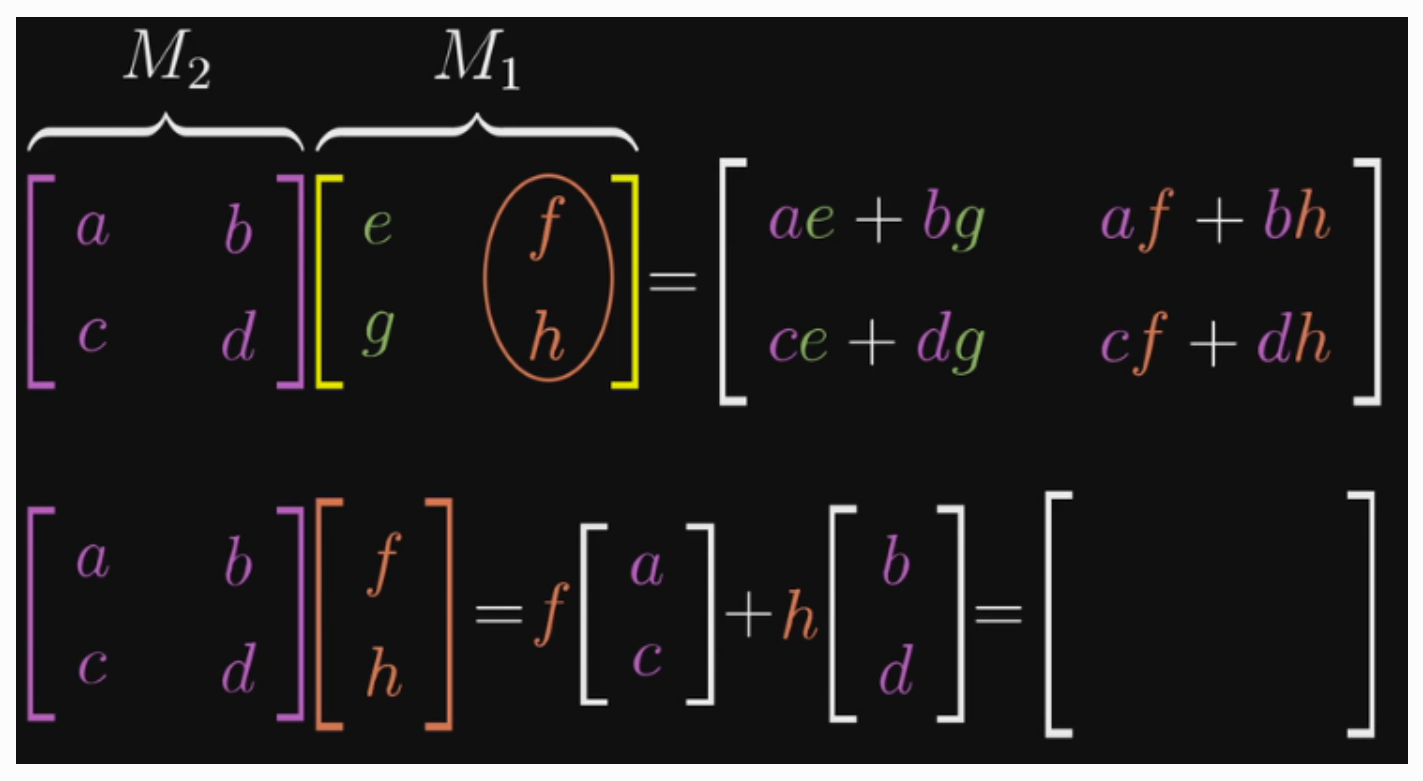 M₂ M₁
[a b; c d] [e f; g h] = [ae + bg af + bh; ce + dg cf + dh]
[a b; c d] [f; h] = f [a; c] + h [b; d] = [ ]